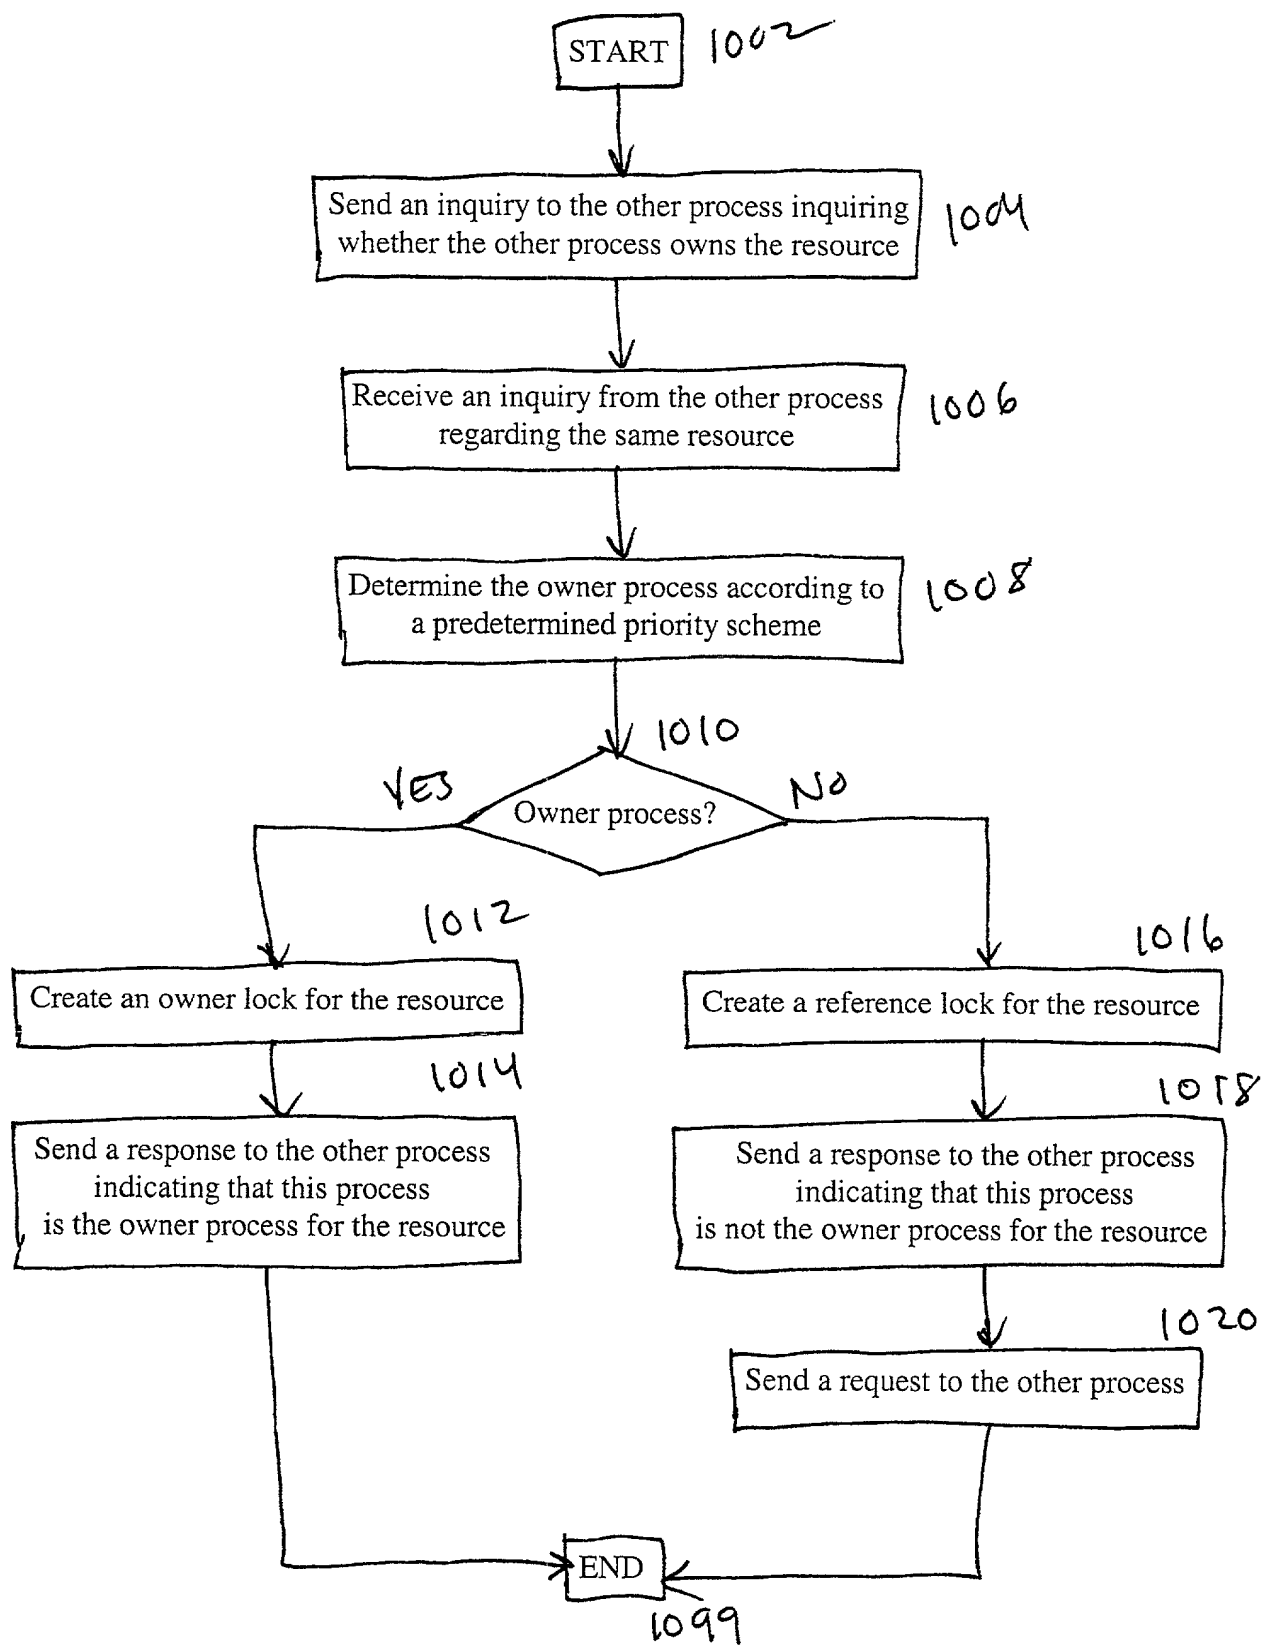 START 1002
Send an inquiry to the other process inquiring
whether the other process owns the resource
1004
Receive an inquiry from the other process
regarding the same resource
1006
Determine the owner process according to
a predetermined priority scheme
1008
1010
YES
NO
Owner process?
1012
Create an owner lock for the resource
1014
Send a response to the other process
indicating that this process
is the owner process for the resource
1016
Create a reference lock for the resource
1018
Send a response to the other process
indicating that this process
is not the owner process for the resource
1020
Send a request to the other process
END
1099